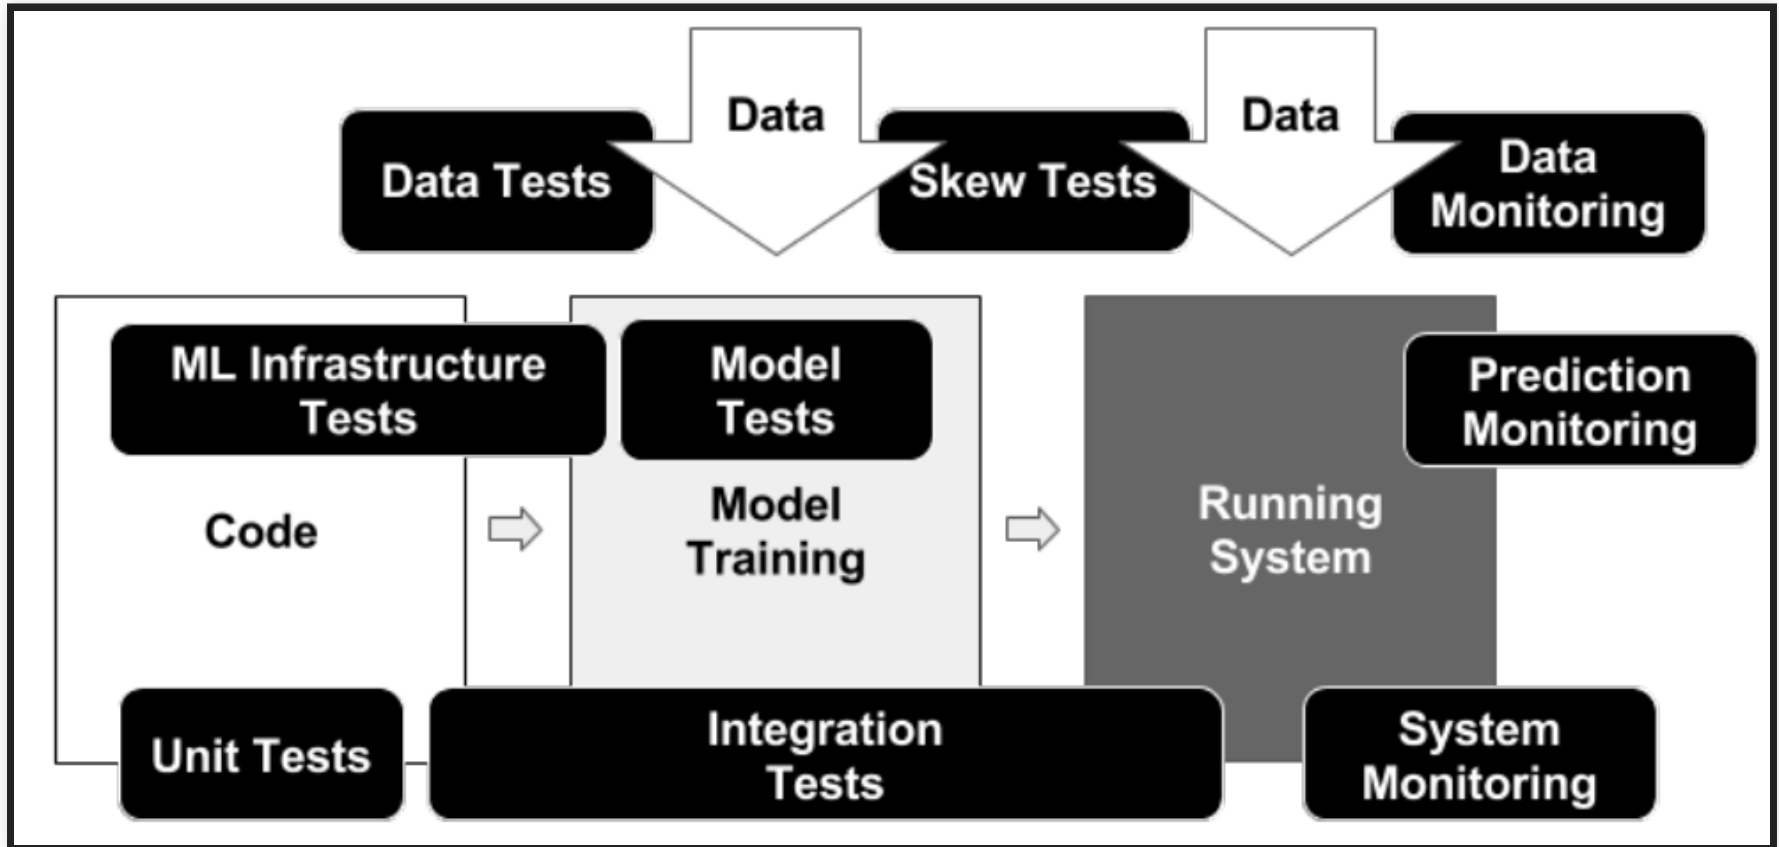 Data
Data
Data Tests
Skew Tests
Data
Monitoring
ML Infrastructure
Tests
Model
Tests
Prediction
Monitoring
Code
Model
Training
Running
System
Unit Tests
Integration
Tests
System
Monitoring